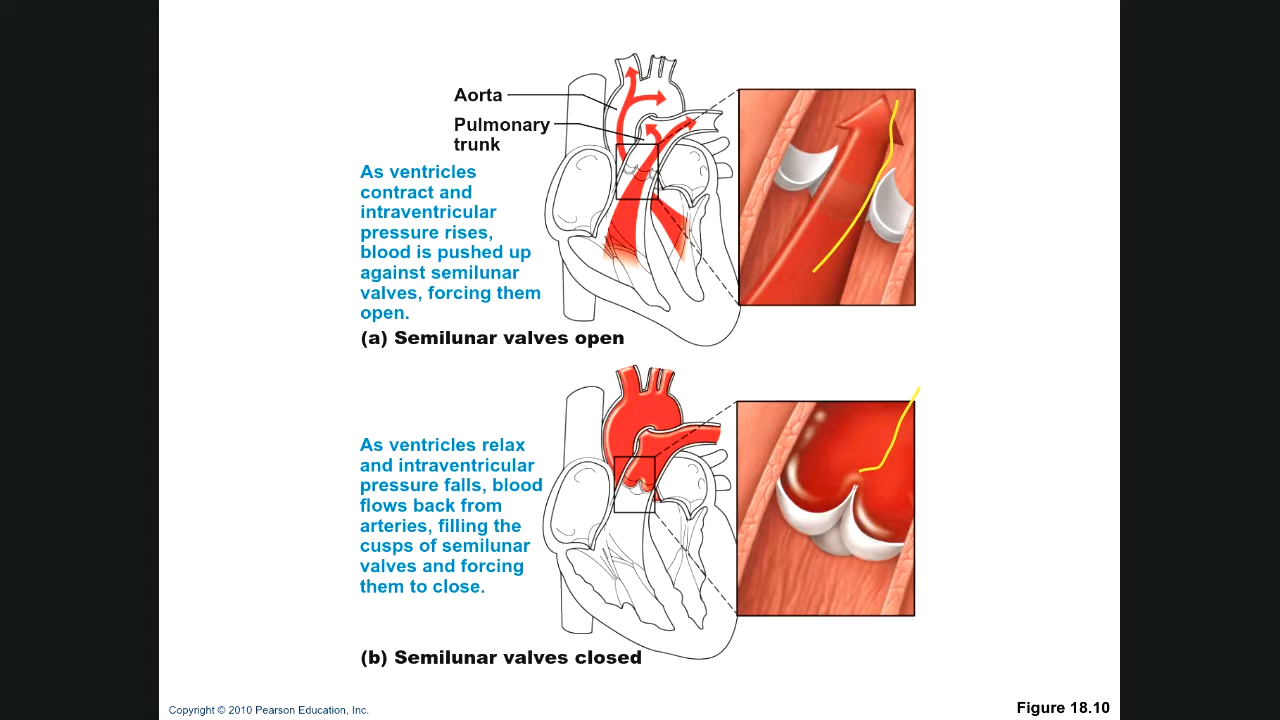 Aorta
Pulmonary
trunk
As ventricles
contract and
intraventricular
pressure rises,
blood is pushed up
against semilunar
valves, forcing them
open.
(a) Semilunar valves open
As ventricles relax
and intraventricular
pressure falls, blood
flows back from
arteries, filling the
cusps of semilunar
valves and forcing
them to close.
(b) Semilunar valves closed
Copyright © 2010 Pearson Education, Inc.
Figure 18.10